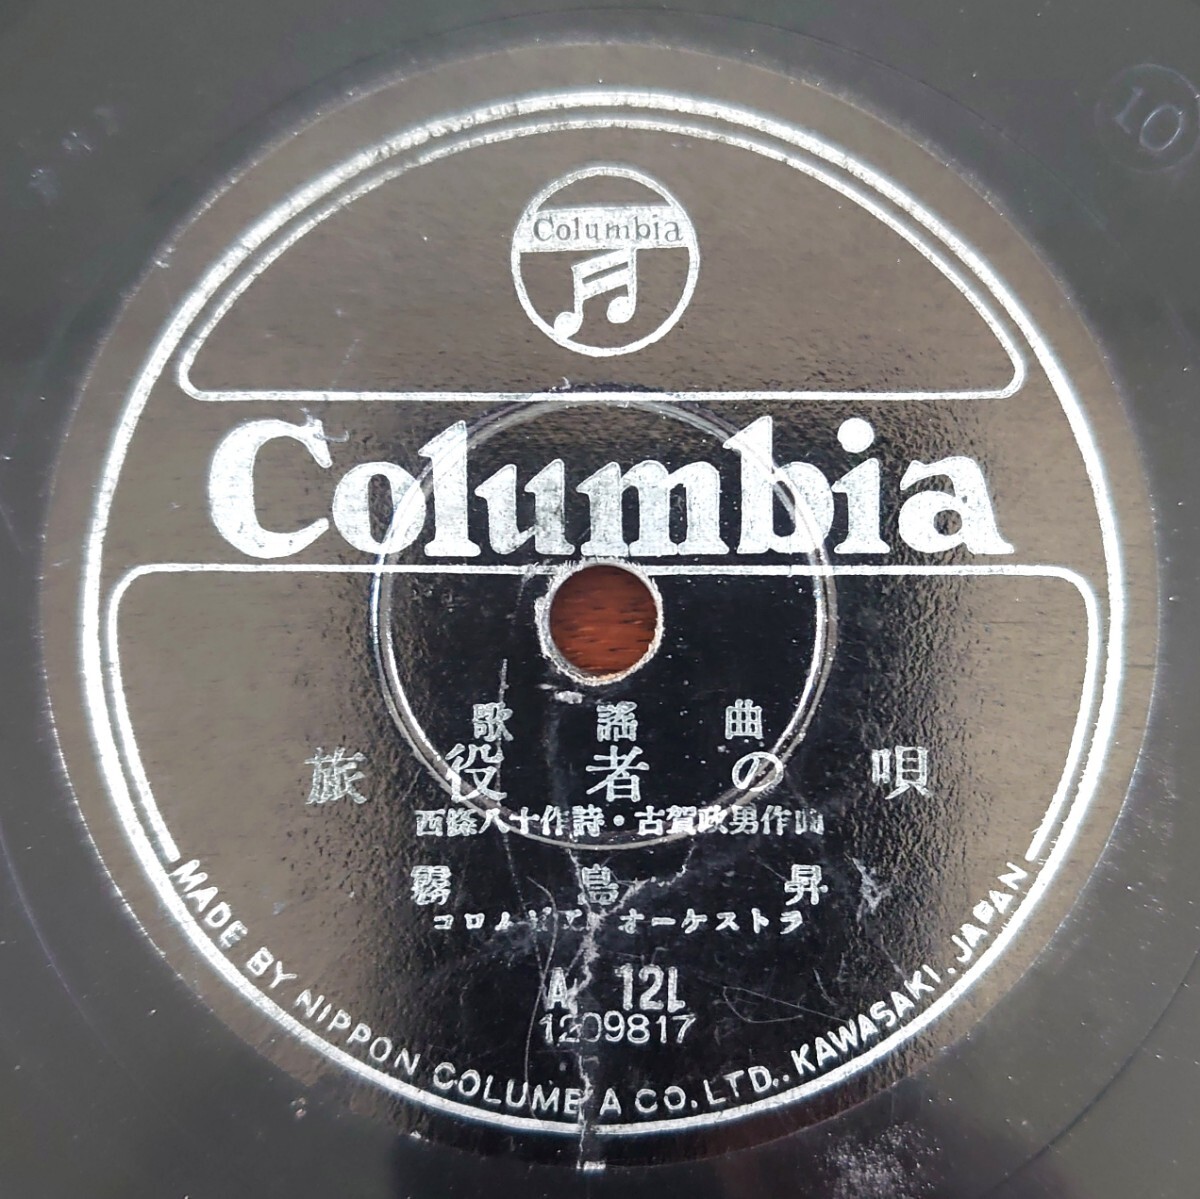 10
Columbia
Columbia
歌謡曲
旅役者の唄
西條八十作詩・古賀政男作曲
霧島昇
コロムビア オーケストラ
A 121
1209817
MADE BY NIPPON COLUMBIA CO. LTD., KAWASAKI. JAPAN